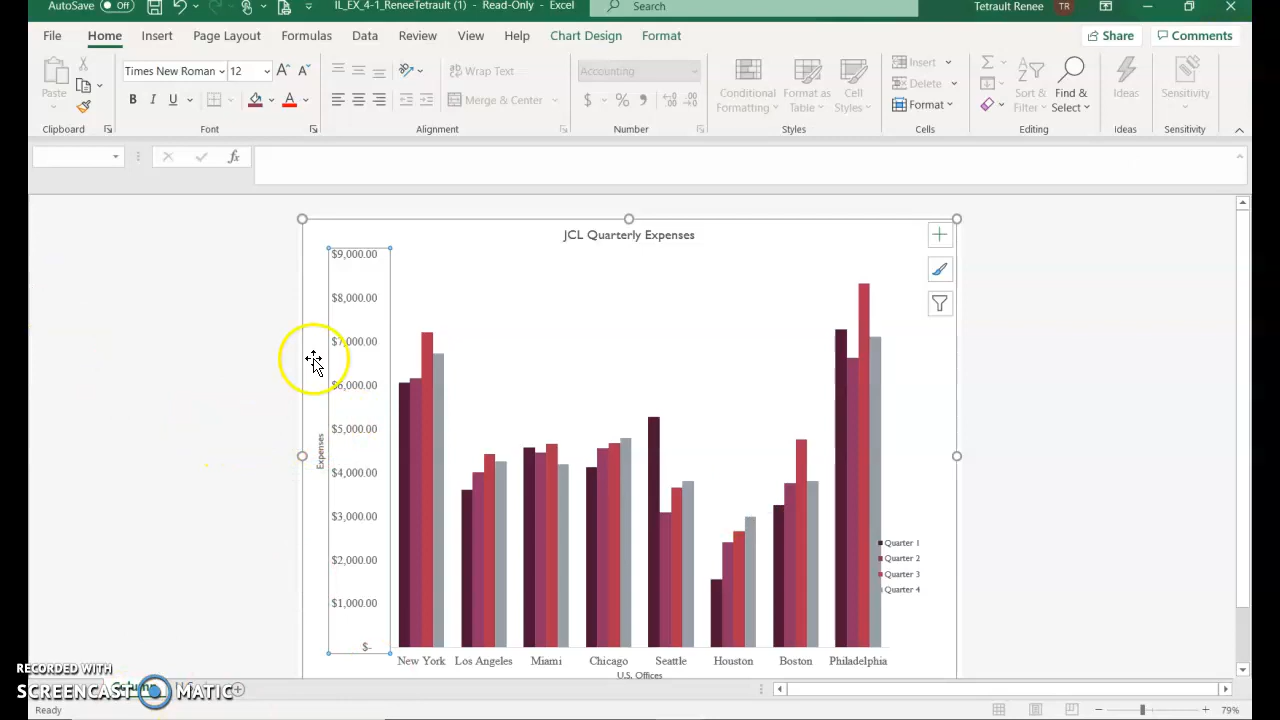 AutoSave Off IL_EX_4-1_ReneeTetrault (1) - Read-Only - Excel Search Tetrault Renee TR
File Home Insert Page Layout Formulas Data Review View Help Chart Design Format Share Comments
Times New Roman 12 Wrap Text Accounting Insert
Paste B I U Merge & Center $ % Conditional Formatting Format as Table Cell Styles Delete Format Sort & Filter Find & Select Ideas Sensitivity
Clipboard Font Alignment Number Styles Cells Editing Ideas Sensitivity
fx
JCL Quarterly Expenses
$9,000.00
$8,000.00
$7,000.00
$6,000.00
$5,000.00
Expenses
$4,000.00
$3,000.00
$2,000.00
$1,000.00
$-
Quarter 1
Quarter 2
Quarter 3
Quarter 4
New York Los Angeles Miami Chicago Seattle Houston Boston Philadelphia
U.S. Offices
RECORDED WITH
SCREENCAST MATIC
Ready 79%